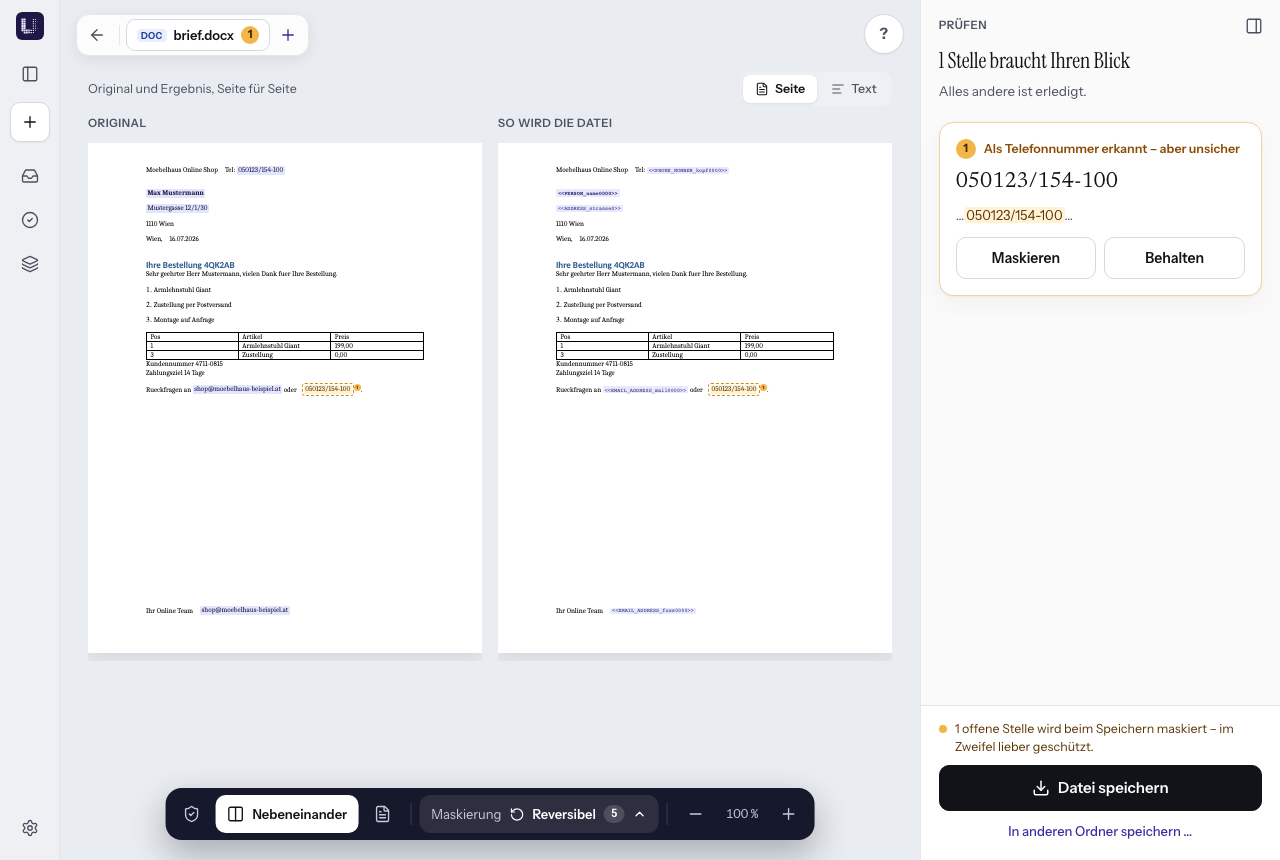 DOC brief.docx 1
?
Original und Ergebnis, Seite für Seite
Seite
Text
ORIGINAL
Moebelhaus Online Shop Tel: 050123/154-100
Max Mustermann
Mustergasse 12/1/30
1110 Wien
Wien, 16.07.2026
Ihre Bestellung 4QK2AB
Sehr geehrter Herr Mustermann, vielen Dank fuer Ihre Bestellung.
1. Armlehnstuhl Giant
2. Zustellung per Postversand
3. Montage auf Anfrage
Pos Artikel Preis
1 Armlehnstuhl Giant 199,00
3 Zustellung 0,00
Kundennummer 4711-0815
Zahlungsziel 14 Tage
Rueckfragen an shop@moebelhaus-beispiel.at oder 050123/154-100 1.
Ihr Online Team shop@moebelhaus-beispiel.at
SO WIRD DIE DATEI
Moebelhaus Online Shop Tel: <<PHONE_NUMBER_kopf0000>>
<<PERSON_name0000>>
<<ADDRESS_strasse0>>
1110 Wien
Wien, 16.07.2026
Ihre Bestellung 4QK2AB
Sehr geehrter Herr Mustermann, vielen Dank fuer Ihre Bestellung.
1. Armlehnstuhl Giant
2. Zustellung per Postversand
3. Montage auf Anfrage
Pos Artikel Preis
1 Armlehnstuhl Giant 199,00
3 Zustellung 0,00
Kundennummer 4711-0815
Zahlungsziel 14 Tage
Rueckfragen an <<EMAIL_ADDRESS_mail0000>> oder 050123/154-100 1.
Ihr Online Team <<EMAIL_ADDRESS_fuss0000>>
Nebeneinander
Maskierung Reversibel 5
100 %
PRÜFEN
1 Stelle braucht Ihren Blick
Alles andere ist erledigt.
1 Als Telefonnummer erkannt – aber unsicher
050123/154-100
... 050123/154-100 ...
Maskieren
Behalten
1 offene Stelle wird beim Speichern maskiert – im
Zweifel lieber geschützt.
Datei speichern
In anderen Ordner speichern ...